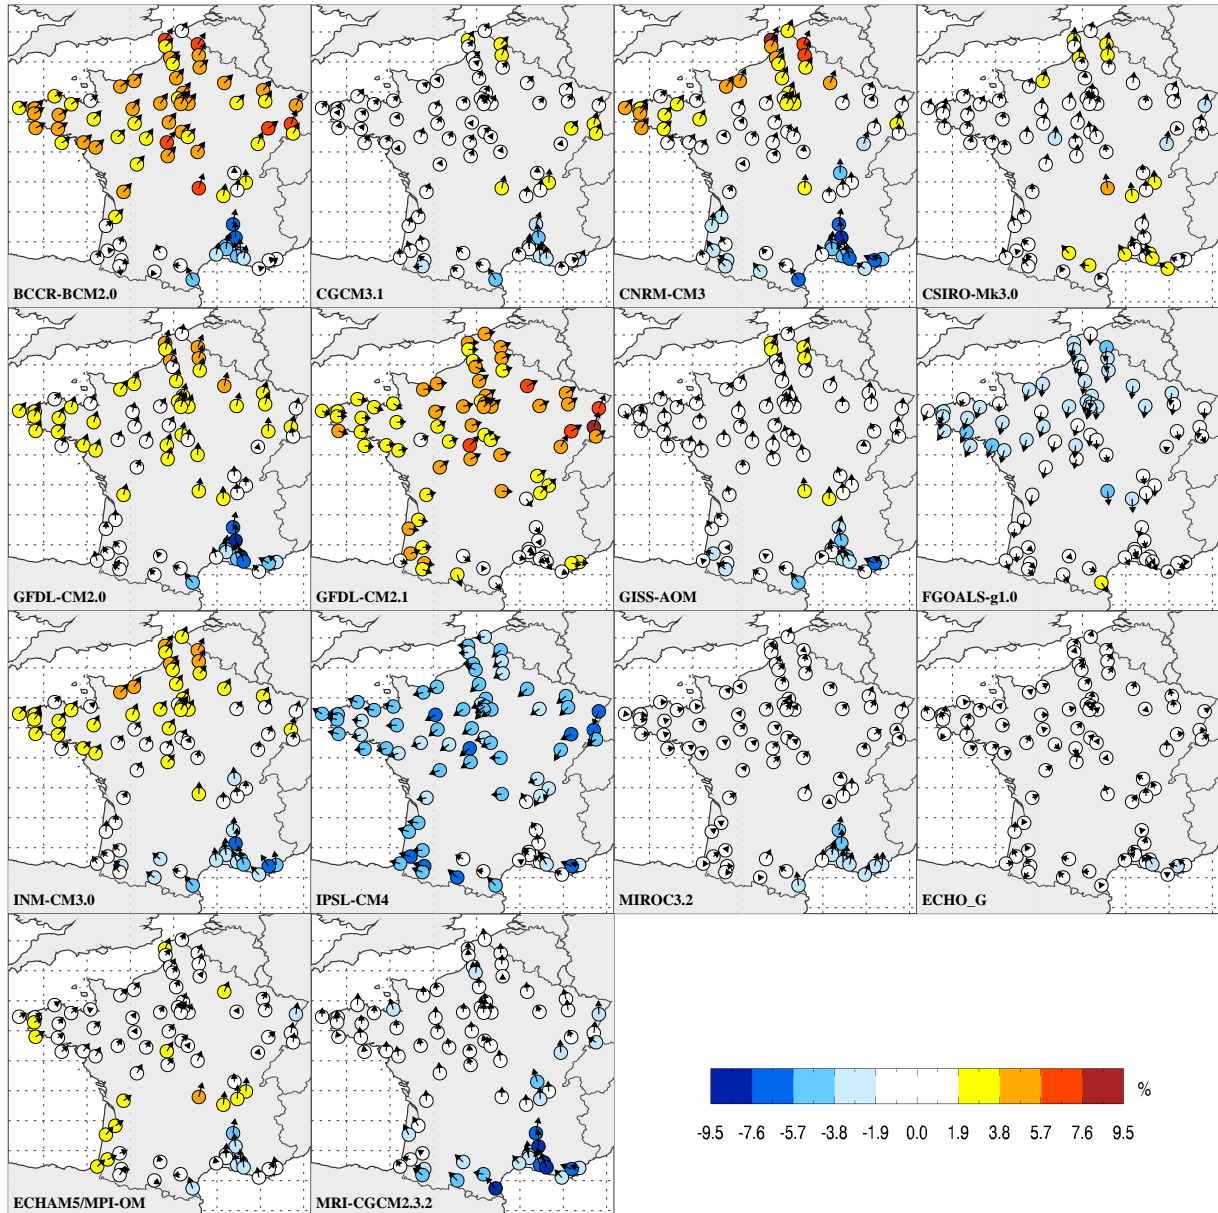 BCCR-BCM2.0
CGCM3.1
CNRM-CM3
CSIRO-Mk3.0
GFDL-CM2.0
GFDL-CM2.1
GISS-AOM
FGOALS-g1.0
INM-CM3.0
IPSL-CM4
MIROC3.2
ECHO_G
ECHAM5/MPI-OM
MRI-CGCM2.3.2
%
-9.5 -7.6 -5.7 -3.8 -1.9 0.0 1.9 3.8 5.7 7.6 9.5